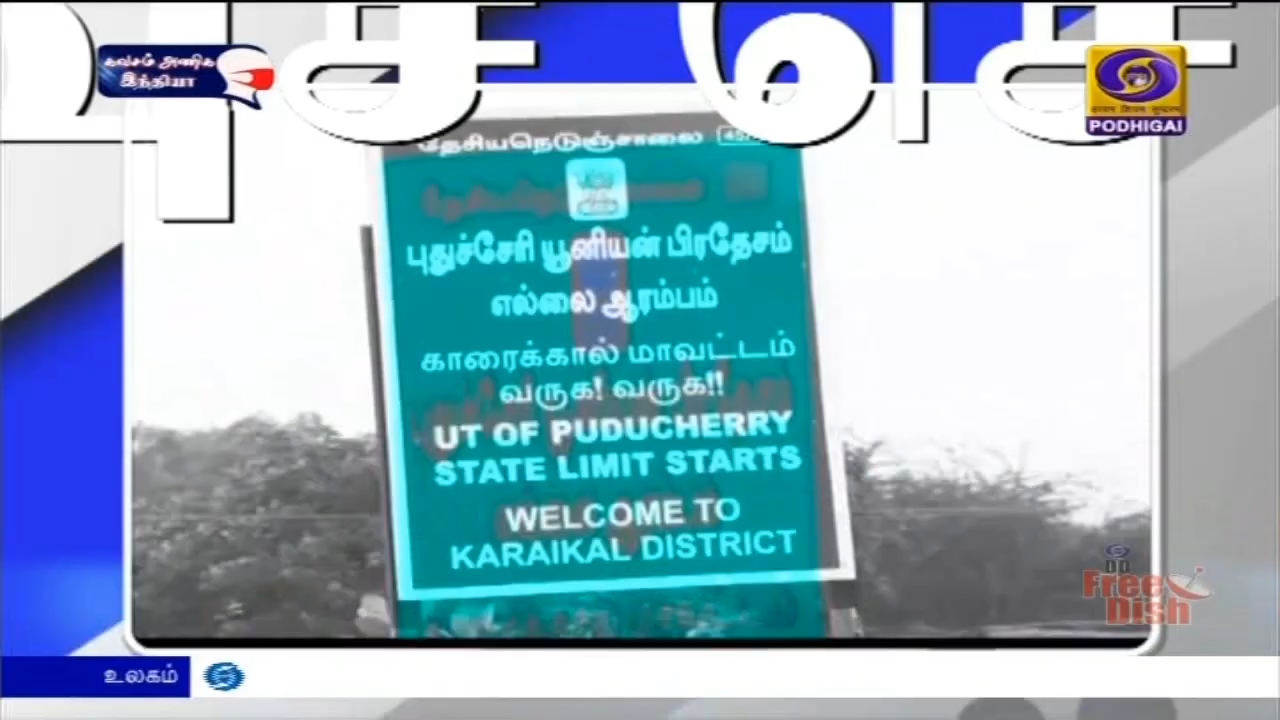 கவசம் அணிக
இந்தியா
PODHIGAI
தேசியநெடுஞ்சாலை
புதுச்சேரி யூனியன் பிரதேசம்
எல்லை ஆரம்பம்
காரைக்கால் மாவட்டம்
வருக! வருக!!
UT OF PUDUCHERRY
STATE LIMIT STARTS
WELCOME TO
KARAIKAL DISTRICT
DD
Free
Dish
உலகம்